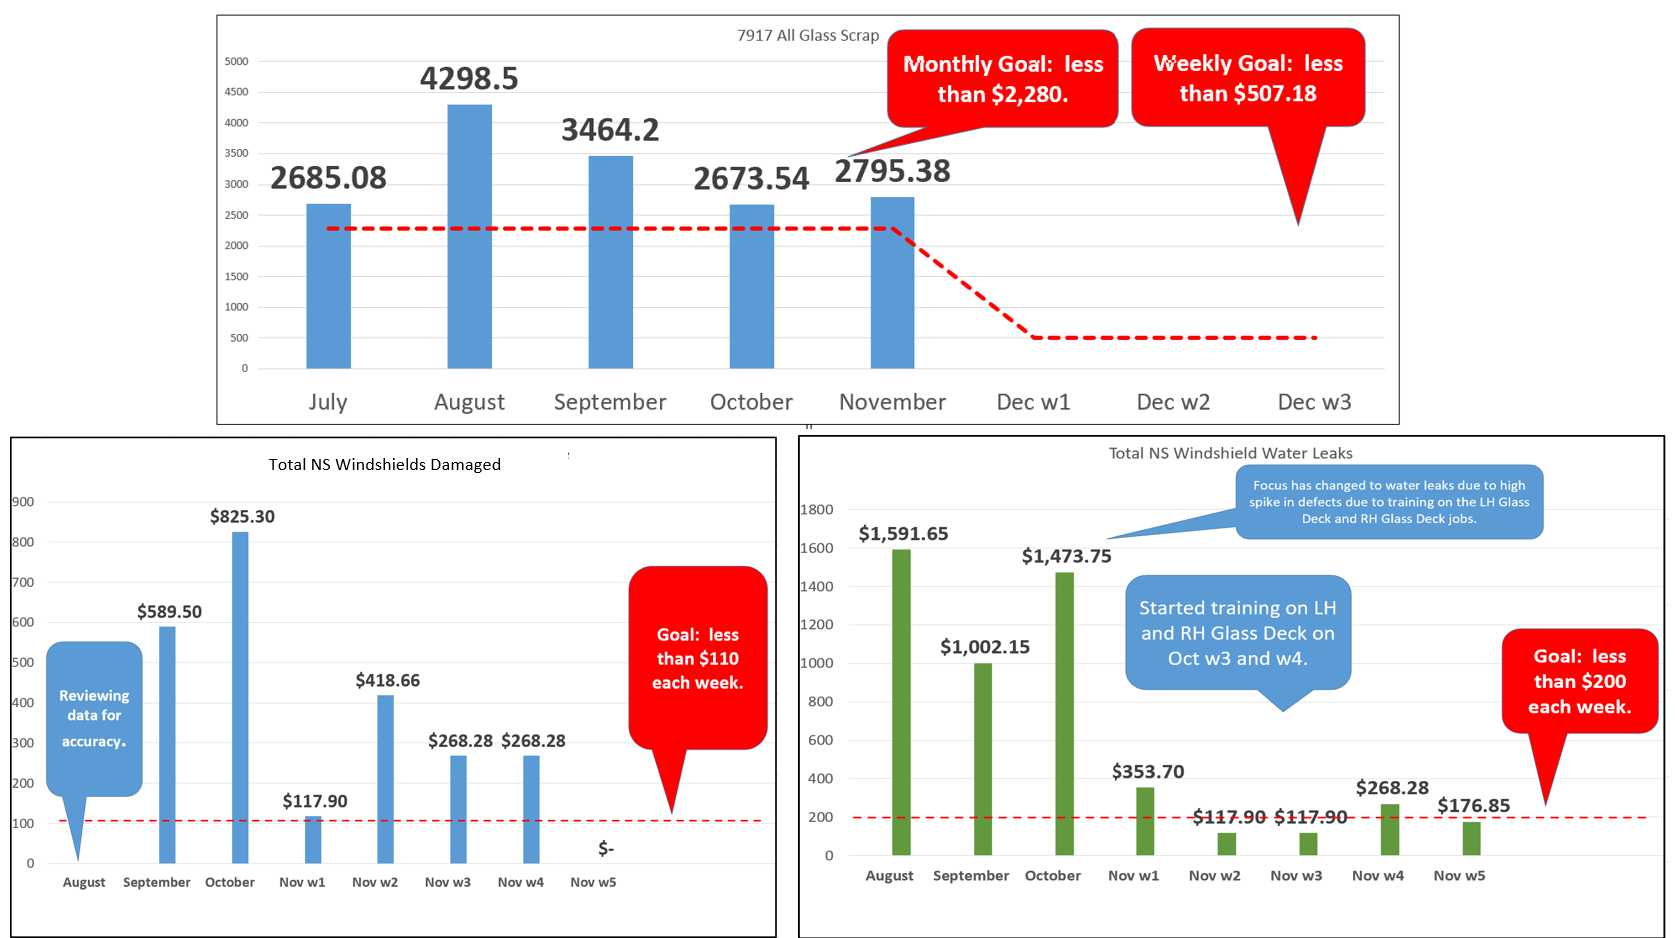 7917 All Glass Scrap
Monthly Goal:  less
than $2,280.
Weekly Goal:  less
than $507.18
5000
4500
4000
3500
3000
2500
2000
1500
1000
500
0
2685.08
4298.5
3464.2
2673.54
2795.38
July
August
September
October
November
Dec w1
Dec w2
Dec w3
Total NS Windshields Damaged
900
800
700
600
500
400
300
200
100
0
Reviewing
data for
accuracy.
$589.50
$825.30
$117.90
$418.66
$268.28
$268.28
$-
Goal:  less
than $110
each week.
August
September
October
Nov w1
Nov w2
Nov w3
Nov w4
Nov w5
Total NS Windshield Water Leaks
Focus has changed to water leaks due to high
spike in defects due to training on the LH Glass
Deck and RH Glass Deck jobs.
1800
1600
1400
1200
1000
800
600
400
200
0
$1,591.65
$1,002.15
$1,473.75
$353.70
$117.90
$117.90
$268.28
$176.85
Started training on LH
and RH Glass Deck on
Oct w3 and w4.
Goal:  less
than $200
each week.
August
September
October
Nov w1
Nov w2
Nov w3
Nov w4
Nov w5